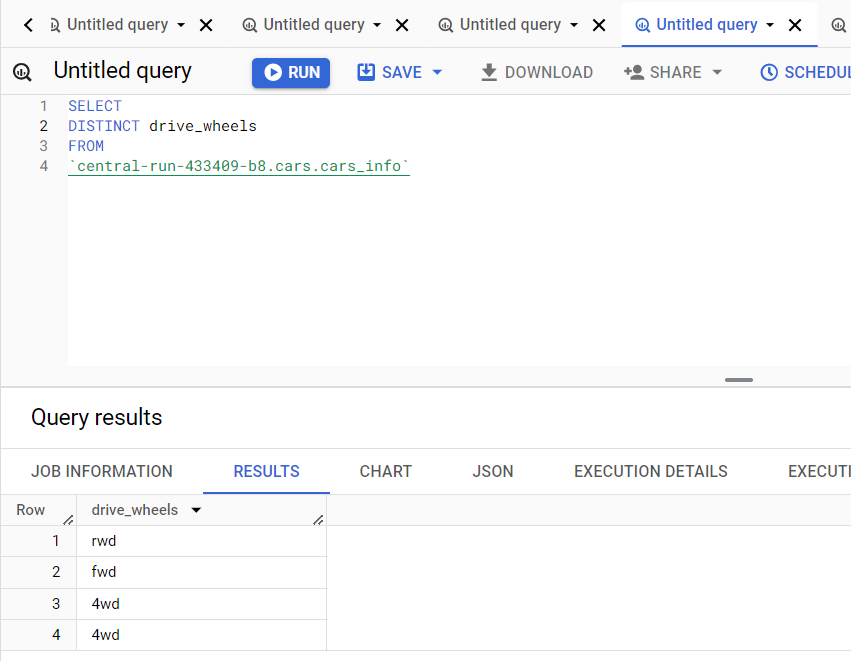 Untitled query Untitled query Untitled query Untitled query
Untitled query RUN SAVE DOWNLOAD SHARE SCHEDUL
1 SELECT
2 DISTINCT drive_wheels
3 FROM
4 `central-run-433409-b8.cars.cars_info`
Query results
JOB INFORMATION RESULTS CHART JSON EXECUTION DETAILS EXECUTI
Row drive_wheels
1 rwd
2 fwd
3 4wd
4 4wd